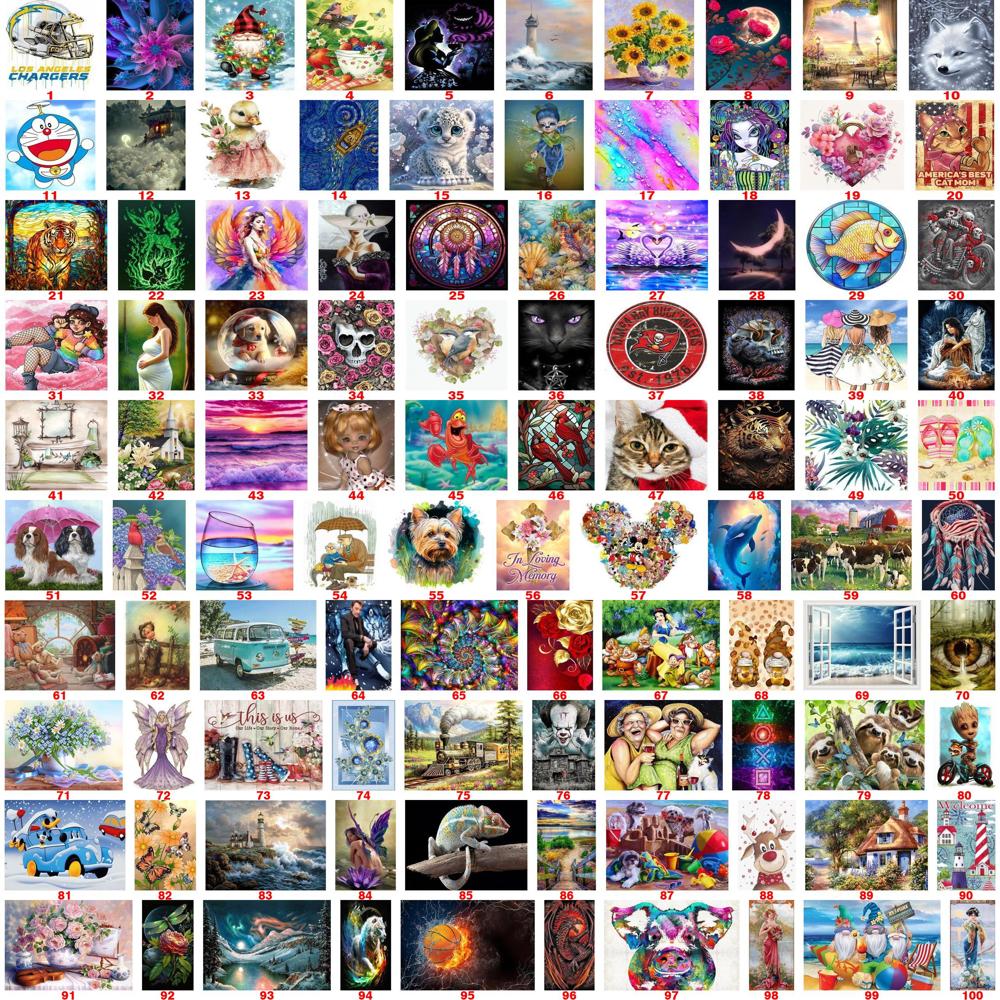 LOS ANGELES
CHARGERS
1 2 3 4 5 6 7 8 9 10
11 12 13 14 15 16 17 18 19 20
AMERICA'S BEST
CAT MOM!
21 22 23 24 25 26 27 28 29 30
EST. 1976
31 32 33 34 35 36 37 38 39 40
41 42 43 44 45 46 47 48 49 50
In Loving
Memory
51 52 53 54 55 56 57 58 59 60
61 62 63 64 65 66 67 68 69 70
this is us
Our Life • Our Story • Our Home
71 72 73 74 75 76 77 78 79 80
Welcome
81 82 83 84 85 86 87 88 89 90
91 92 93 94 95 96 97 98 99 100